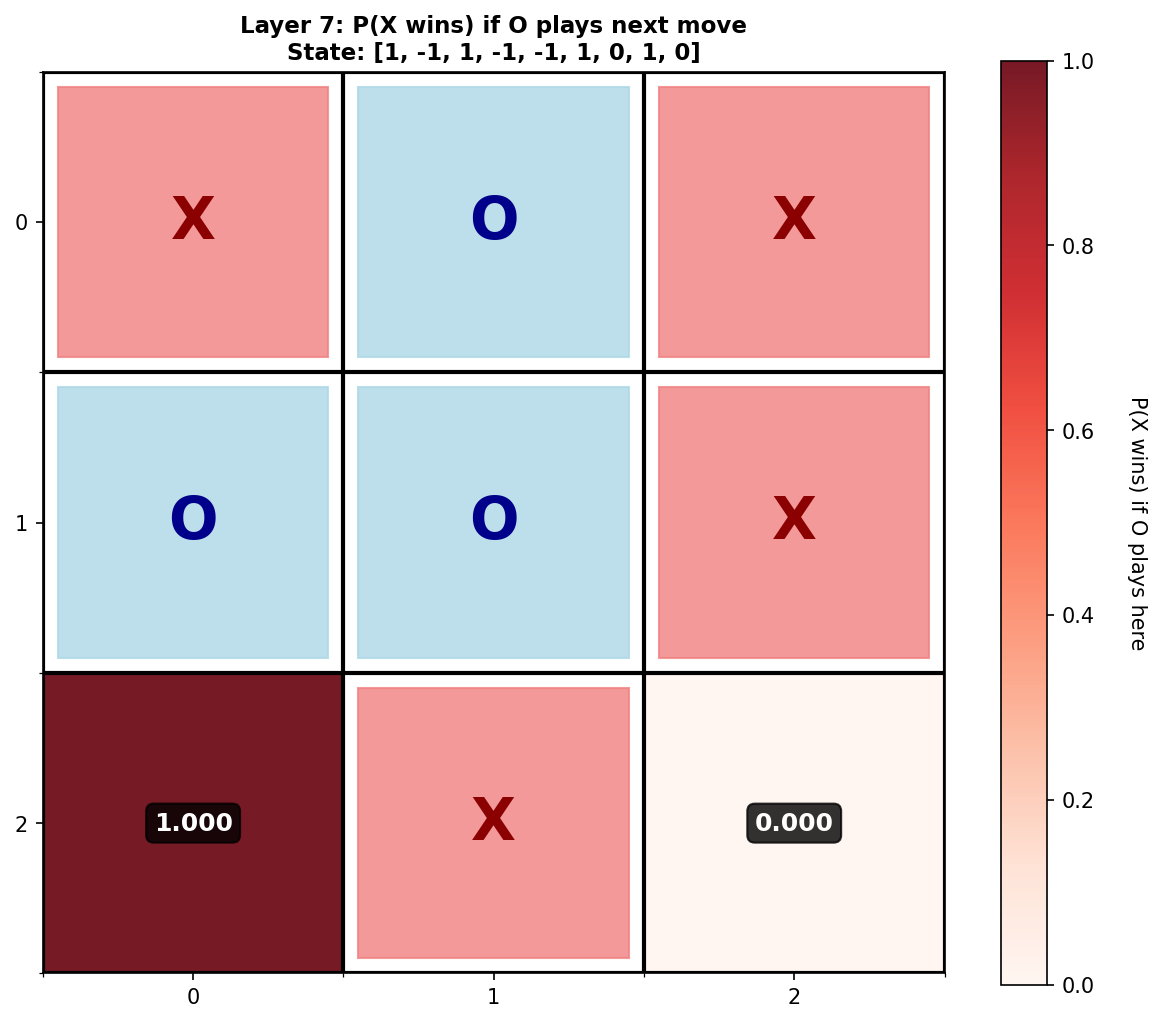 Layer 7: P(X wins) if O plays next move
State: [1, -1, 1, -1, -1, 1, 0, 1, 0]
0
X
O
X
1
O
O
X
2
1.000
X
0.000
0
1
2
1.0
0.8
0.6
0.4
0.2
0.0
P(X wins) if O plays here